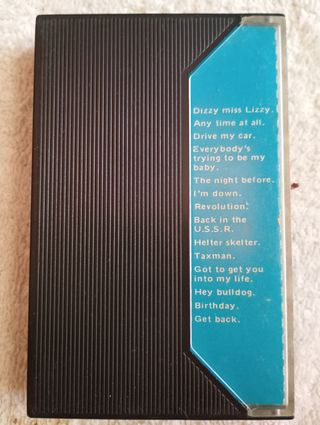 Dizzy miss Lizzy.
Any time at all.
Drive my car.
Everybody's
trying to be my
baby.
The night before.
I'm down.
Revolution.
Back in the
U.S.S.R.
Helter skelter.
Taxman.
Got to get you
into my life.
Hey bulldog.
Birthday.
Get back.